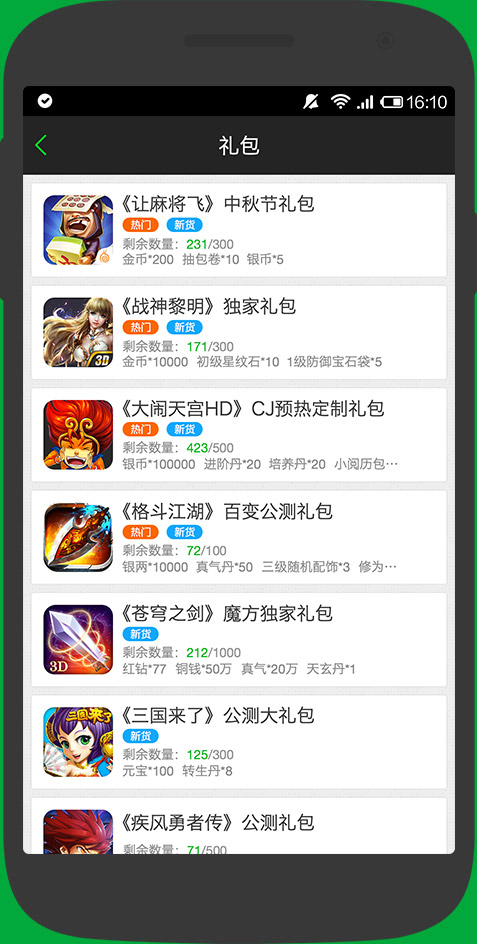 16:10
礼包
《让麻将飞》中秋节礼包
热门 新货
剩余数量：231/300
金币*200 抽包卷*10 银币*5
《战神黎明》独家礼包
热门 新货
剩余数量：171/300
金币*10000 初级星纹石*10 1级防御宝石袋*5
3D
《大闹天宫HD》CJ预热定制礼包
热门 新货
剩余数量：423/500
银币*100000 进阶丹*20 培养丹*20 小阅历包…
《格斗江湖》百变公测礼包
热门 新货
剩余数量：72/100
银两*10000 真气丹*50 三级随机配饰*3 修为…
《苍穹之剑》魔方独家礼包
新货
剩余数量：212/1000
红钻*77 铜钱*50万 真气*20万 天玄丹*1
3D
三国来了
《三国来了》公测大礼包
新货
剩余数量：125/300
元宝*100 转生丹*8
《疾风勇者传》公测礼包
剩余数量：71/500